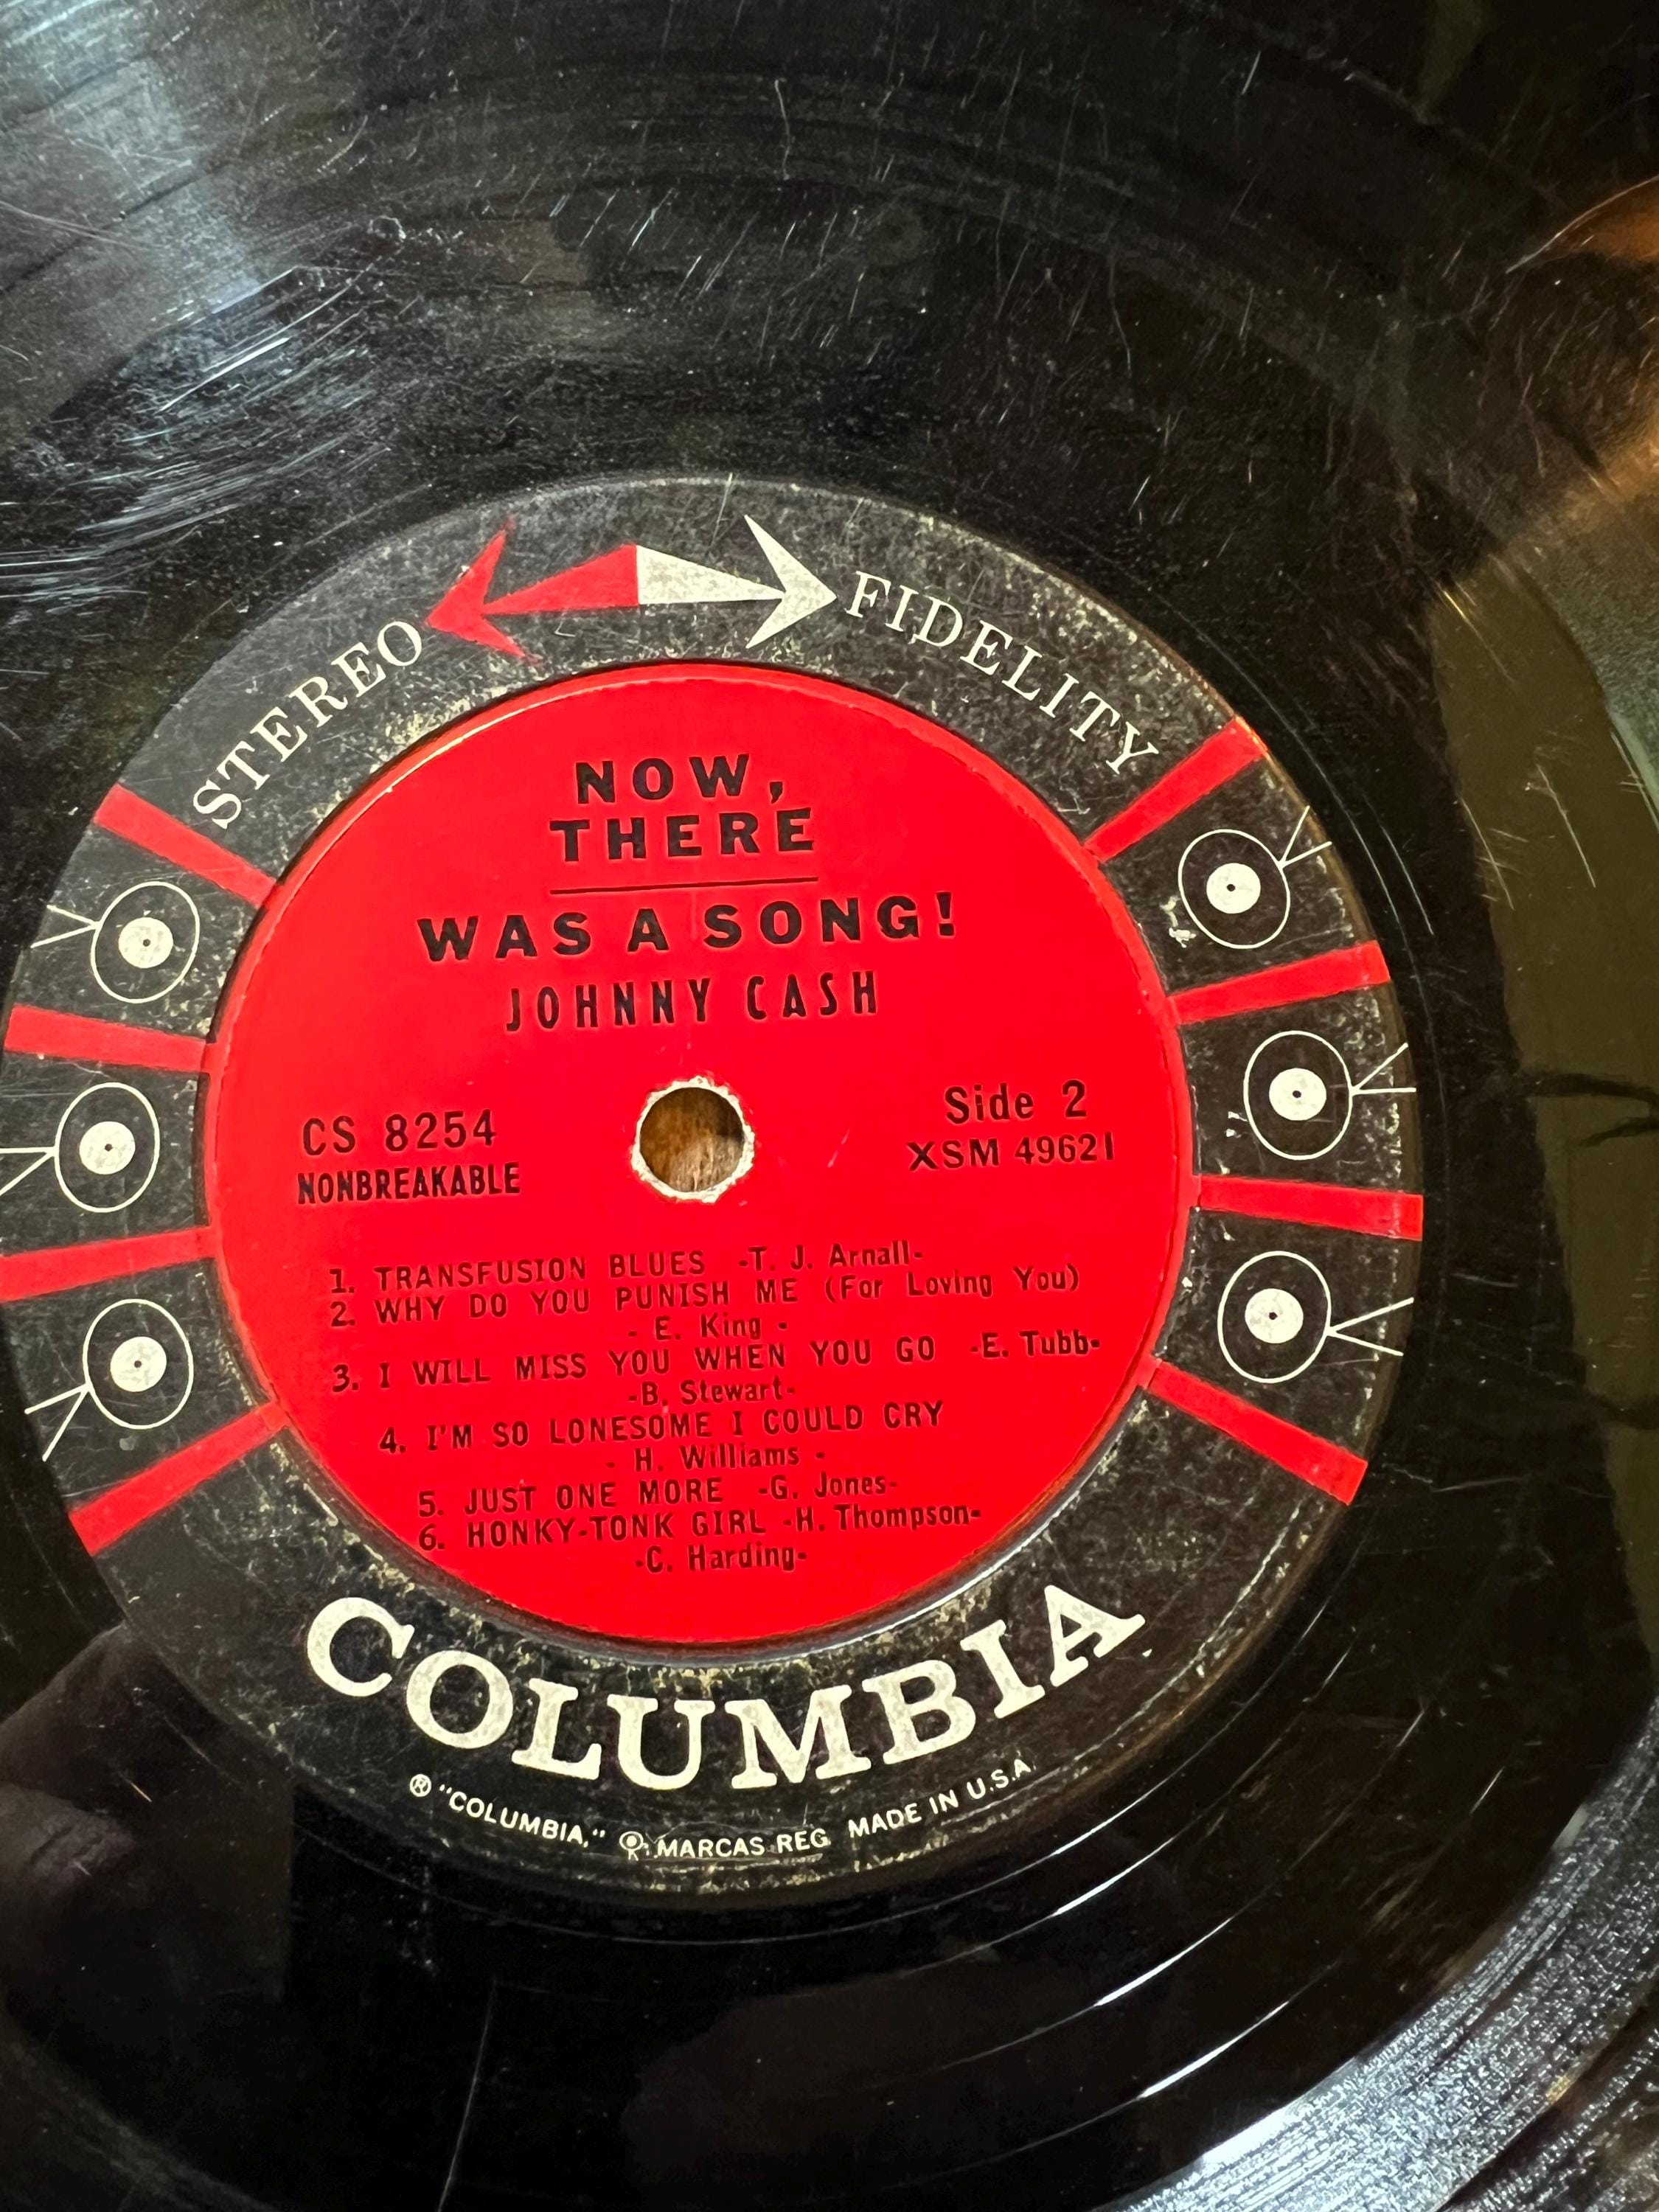 STEREO FIDELITY
NOW,
THERE
WAS A SONG!
JOHNNY CASH
CS 8254
NONBREAKABLE
Side 2
XSM 49621
1. TRANSFUSION BLUES -T. J. Arnall-
2. WHY DO YOU PUNISH ME (For Loving You)
- E. King -
3. I WILL MISS YOU WHEN YOU GO -E. Tubb-
-B. Stewart-
4. I'M SO LONESOME I COULD CRY
- H. Williams -
5. JUST ONE MORE -G. Jones-
6. HONKY-TONK GIRL -H. Thompson-
-C. Harding-
COLUMBIA
® "COLUMBIA," MARCAS REG MADE IN U.S.A.